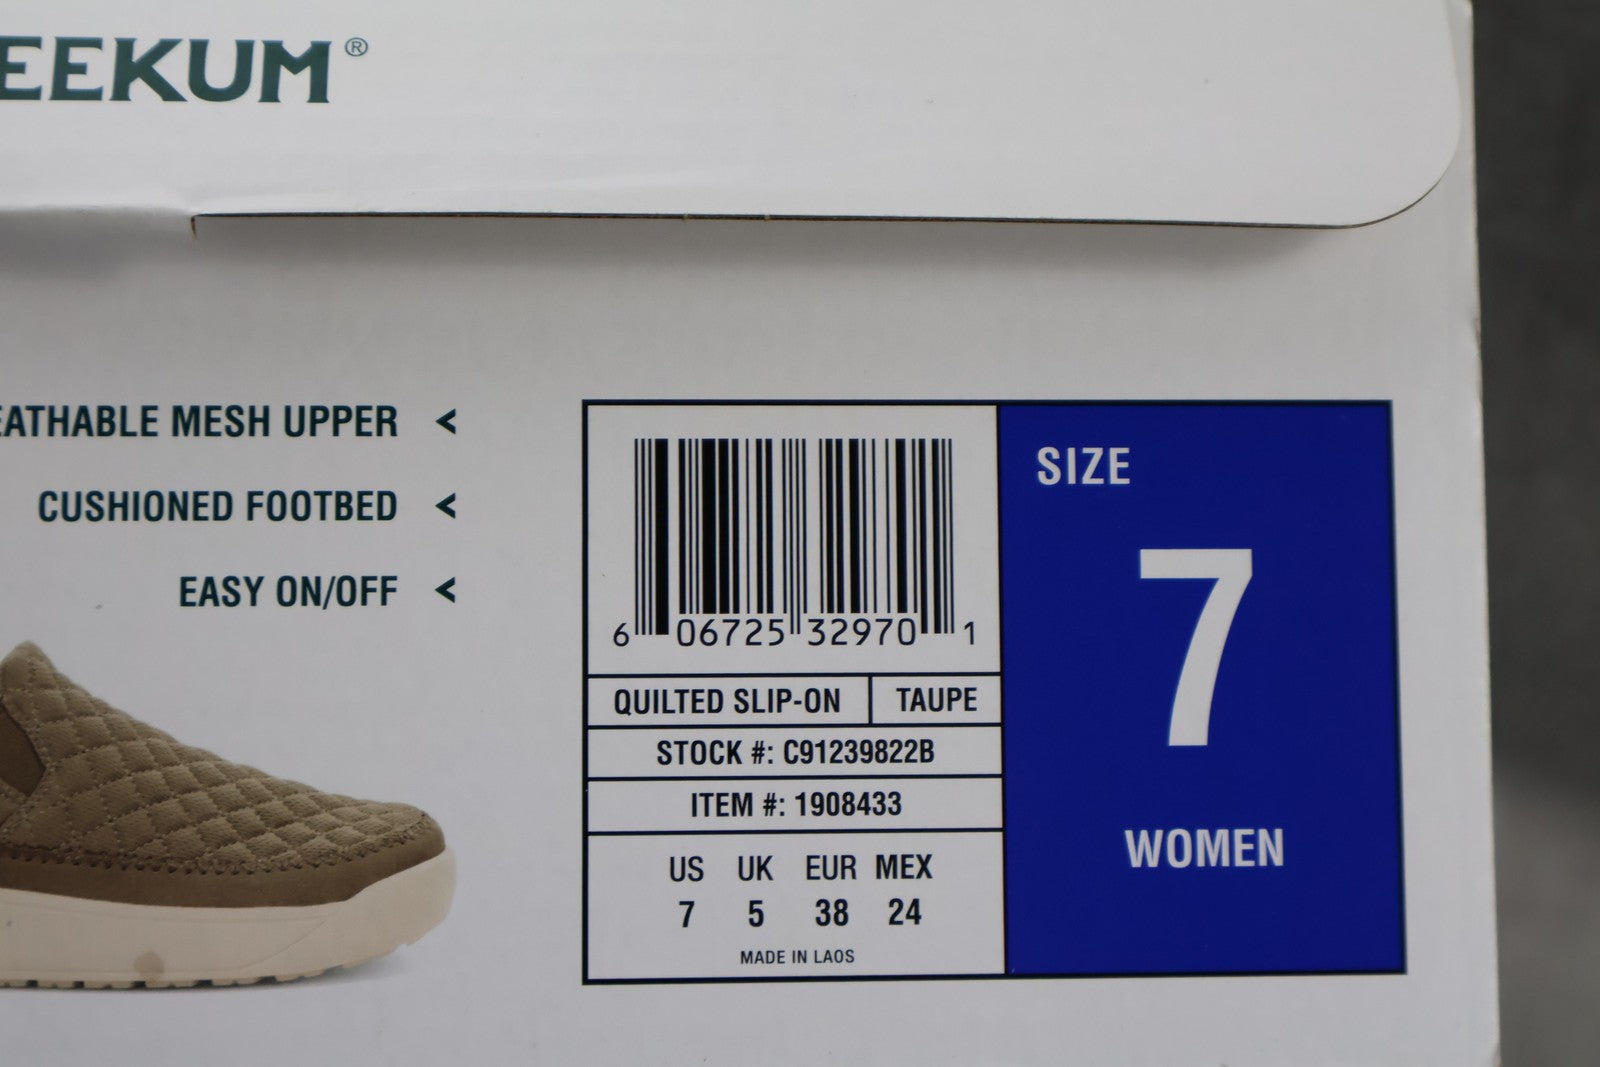 EEKUM®
EATHABLE MESH UPPER <
CUSHIONED FOOTBED <
EASY ON/OFF <
6 06725 32970 1
QUILTED SLIP-ON TAUPE
STOCK #: C91239822B
ITEM #: 1908433
US UK EUR MEX
7 5 38 24
MADE IN LAOS
SIZE
7
WOMEN